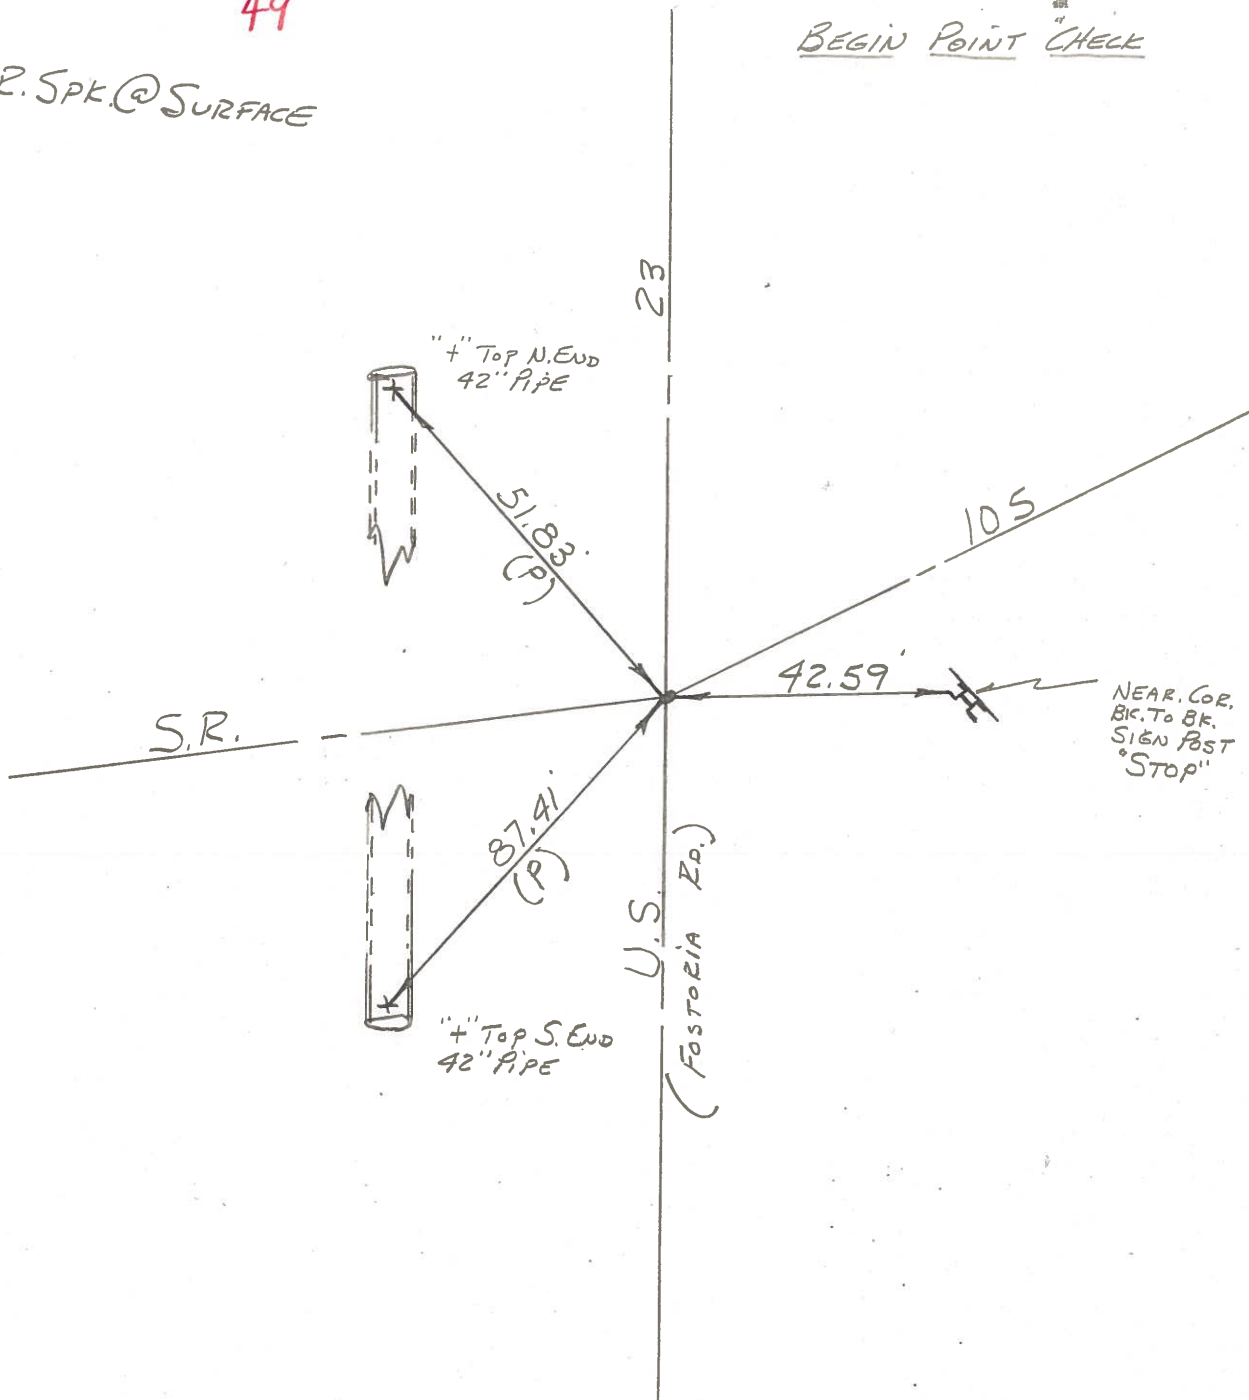 49
BEGIN POINT "CHECK
R. SPK. @ SURFACE
23
"+" TOP N. END
42" PIPE
51.83'
(P)
105
42.59'
NEAR. COR.
BK. TO BK.
SIGN POST
"STOP"
S.R.
87.41'
(P)
U.S.
(FOSTORIA RD.)
"+" TOP S. END
42" PIPE